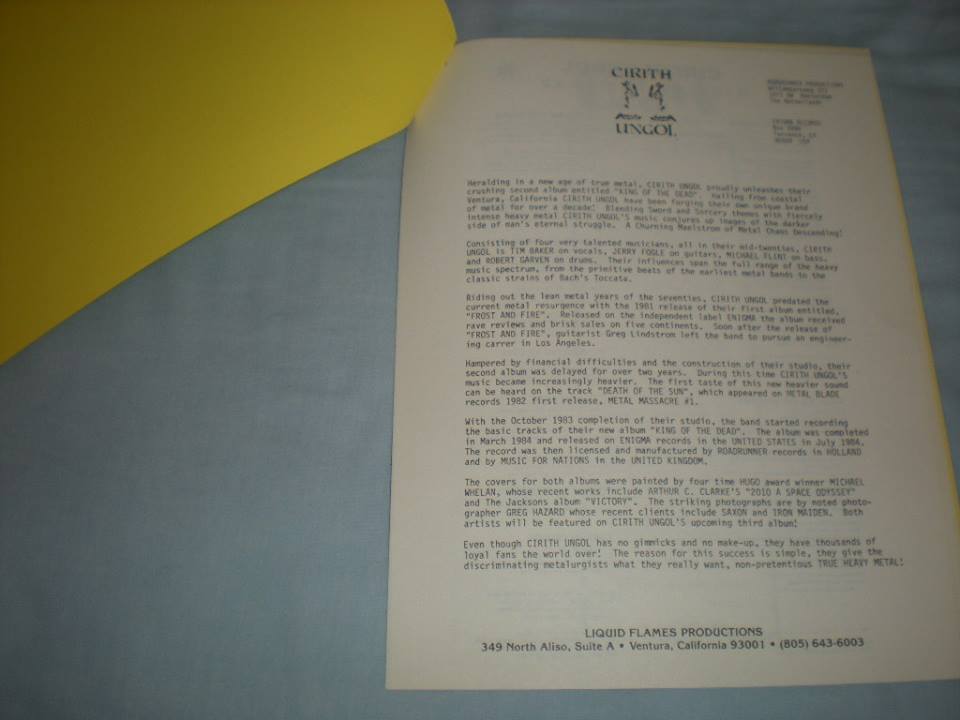 CIRITH
UNGOL
ROADRUNNER PRODUCTIONS
The Netherlands
ENIGMA RECORDS
Torrance, CA
90509 USA
Heralding in a new age of true metal, CIRITH UNGOL proudly unleashes their
crushing second album entitled "KING OF THE DEAD". Hailing from coastal
Ventura, California CIRITH UNGOL have been forging their own unique brand
of metal for over a decade! Blending Sword and Sorcery themes with fiercely
intense heavy metal CIRITH UNGOL'S music conjures up images of the darker
side of man's eternal struggle. A Churning Maelstrom of Metal Chaos Descending!
Consisting of four very talented musicians, all in their mid-twenties, CIRITH
UNGOL is TIM BAKER on vocals, JERRY FOGLE on guitars, MICHAEL FLINT on bass,
and ROBERT GARVEN on drums. Their influences span the full range of the heavy
music spectrum, from the primitive beats of the earliest metal bands to the
classic strains of Bach's Toccata.
Riding out the lean metal years of the seventies, CIRITH UNGOL predated the
current metal resurgence with the 1981 release of their first album entitled,
"FROST AND FIRE". Released on the independent label ENIGMA the album received
rave reviews and brisk sales on five continents. Soon after the release of
"FROST AND FIRE", guitarist Greg Lindstrom left the band to pursue an engineer-
ing carrer in Los Angeles.
Hampered by financial difficulties and the construction of their studio, their
second album was delayed for over two years. During this time CIRITH UNGOL'S
music became increasingly heavier. The first taste of this new heavier sound
can be heard on the track "DEATH OF THE SUN", which appeared on METAL BLADE
records 1982 first release, METAL MASSACRE #1.
With the October 1983 completion of their studio, the band started recording
the basic tracks of their new album "KING OF THE DEAD". The album was completed
in March 1984 and released on ENIGMA records in the UNITED STATES in July 1984.
The record was then licensed and manufactured by ROADRUNNER records in HOLLAND
and by MUSIC FOR NATIONS in the UNITED KINGDOM.
The covers for both albums were painted by four time HUGO award winner MICHAEL
WHELAN, whose recent works include ARTHUR C. CLARKE'S "2010 A SPACE ODYSSEY"
and The Jacksons album "VICTORY". The striking photographs are by noted photo-
grapher GREG HAZARD whose recent clients include SAXON and IRON MAIDEN. Both
artists will be featured on CIRITH UNGOL'S upcoming third album!
Even though CIRITH UNGOL has no gimmicks and no make-up, they have thousands of
loyal fans the world over! The reason for this success is simple, they give the
discriminating metalurgists what they really want, non-pretentious TRUE HEAVY METAL!
LIQUID FLAMES PRODUCTIONS
349 North Aliso, Suite A • Ventura, California 93001 • (805) 643-6003